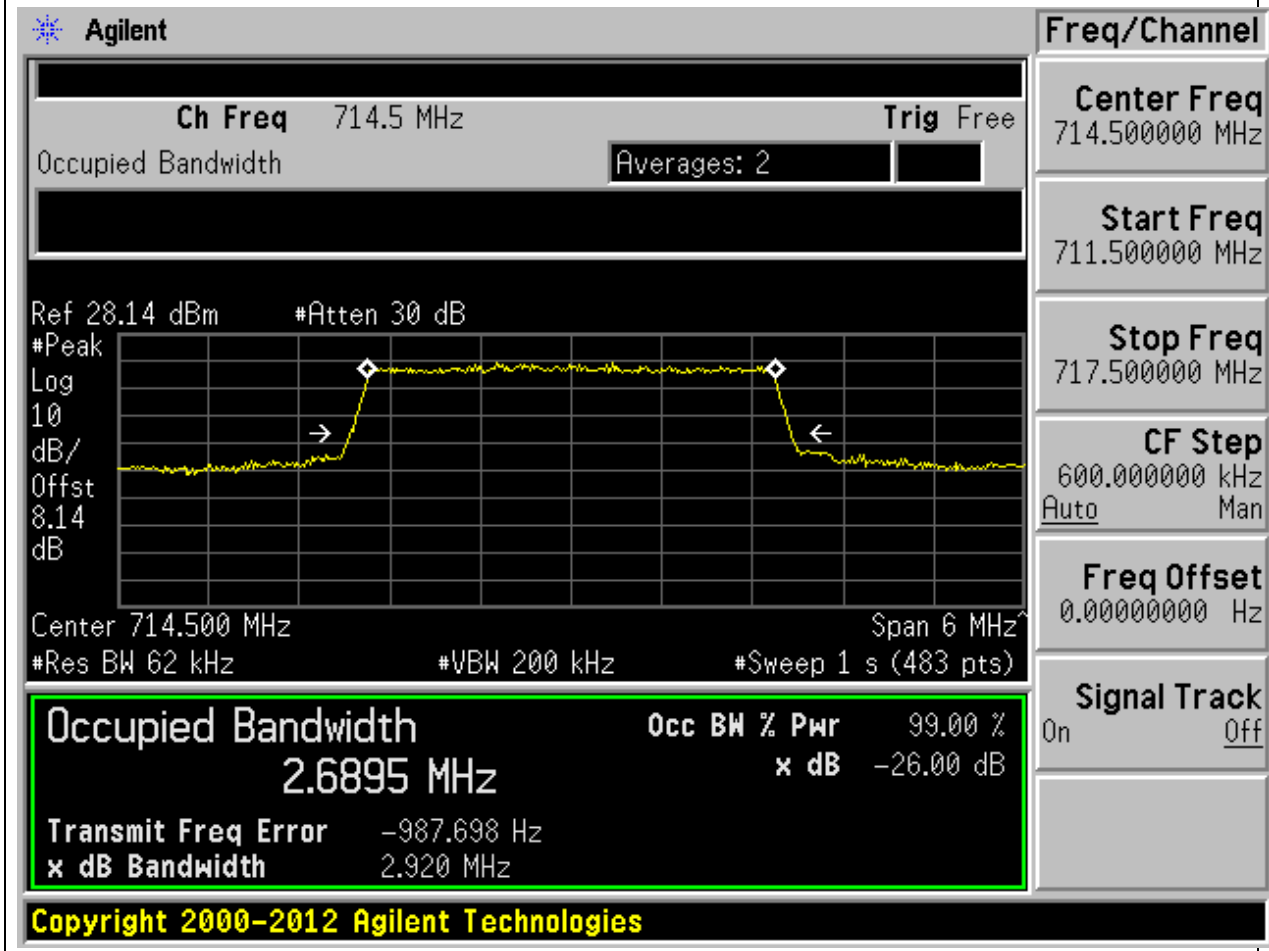 Agilent
Freq/Channel
Ch Freq 714.5 MHz Trig Free
Occupied Bandwidth Averages: 2
Ref 28.14 dBm #Atten 30 dB
#Peak
Log
10
dB/
Offst
8.14
dB
Center 714.500 MHz Span 6 MHz^
#Res BW 62 kHz #VBW 200 kHz #Sweep 1 s (483 pts)
Occupied Bandwidth Occ BW % Pwr 99.00 %
2.6895 MHz x dB -26.00 dB
Transmit Freq Error -987.698 Hz
x dB Bandwidth 2.920 MHz
Copyright 2000-2012 Agilent Technologies
Center Freq
714.500000 MHz
Start Freq
711.500000 MHz
Stop Freq
717.500000 MHz
CF Step
600.000000 kHz
Auto Man
Freq Offset
0.00000000 Hz
Signal Track
On Off